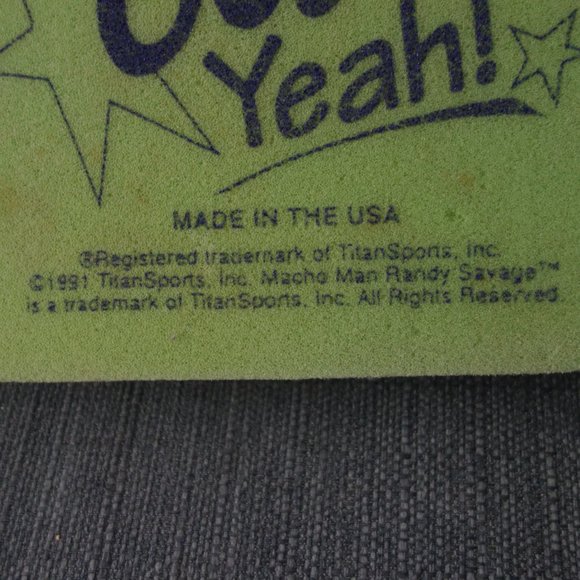 Yeah!
MADE IN THE USA
®Registered trademark of TitanSports, Inc.
©1991 TitanSports, Inc. Macho Man Randy Savage™
is a trademark of TitanSports, Inc. All Rights Reserved.